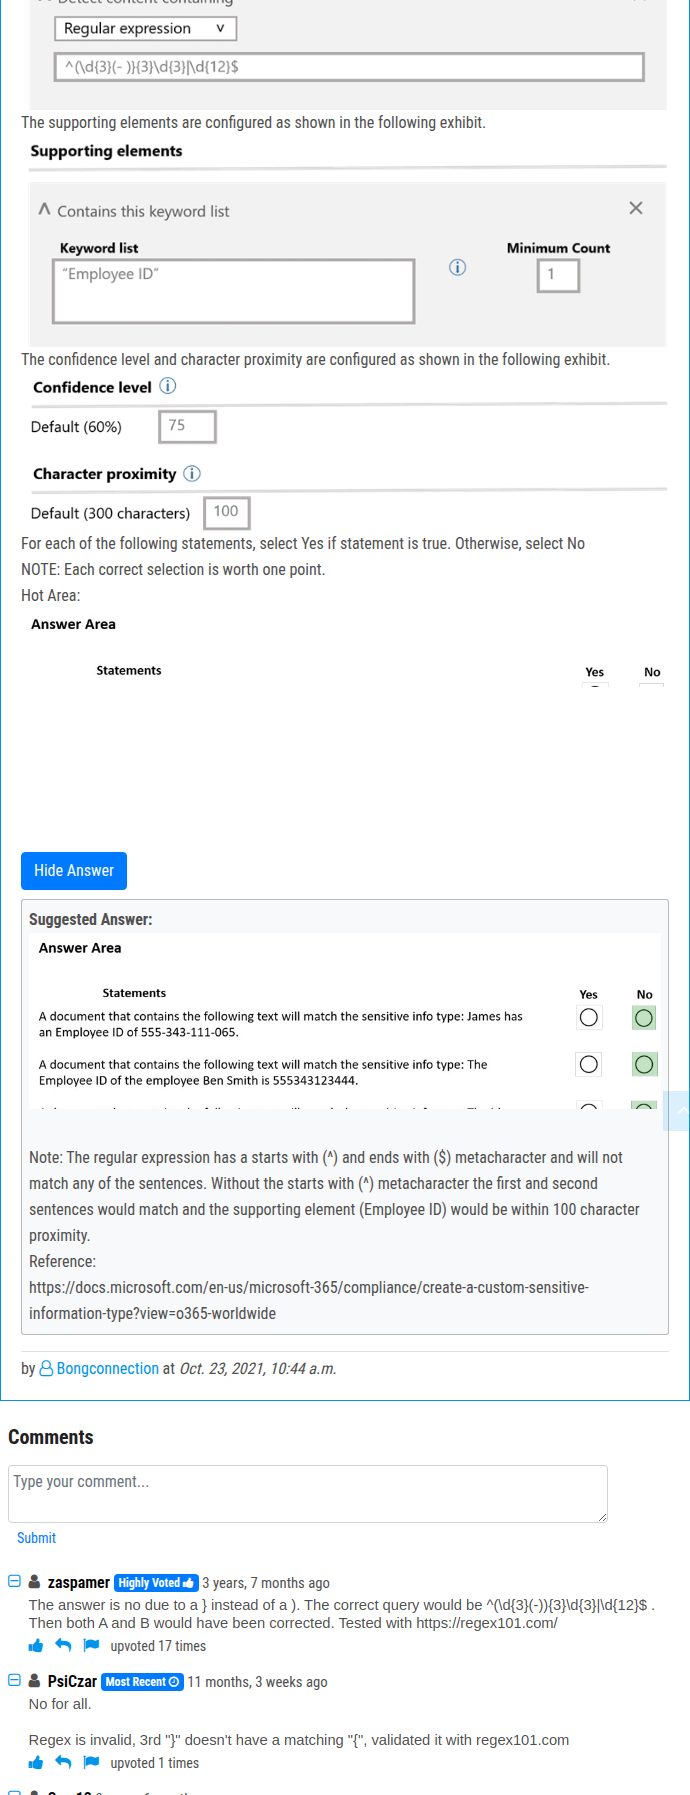 Detect content containing
Regular expression v
^(\d{3}(- )}{3}\d{3}|\d{12}$
The supporting elements are configured as shown in the following exhibit.
Supporting elements
Contains this keyword list
Keyword list
Minimum Count
"Employee ID"
1
The confidence level and character proximity are configured as shown in the following exhibit.
Confidence level
Default (60%) 75
Character proximity
Default (300 characters) 100
For each of the following statements, select Yes if statement is true. Otherwise, select No
NOTE: Each correct selection is worth one point.
Hot Area:
Answer Area
Statements Yes No
Hide Answer
Suggested Answer:
Answer Area
Statements Yes No
A document that contains the following text will match the sensitive info type: James has
an Employee ID of 555-343-111-065.
A document that contains the following text will match the sensitive info type: The
Employee ID of the employee Ben Smith is 555343123444.
Note: The regular expression has a starts with (^) and ends with ($) metacharacter and will not
match any of the sentences. Without the starts with (^) metacharacter the first and second
sentences would match and the supporting element (Employee ID) would be within 100 character
proximity.
Reference:
https://docs.microsoft.com/en-us/microsoft-365/compliance/create-a-custom-sensitive-
information-type?view=o365-worldwide
by Bongconnection at Oct. 23, 2021, 10:44 a.m.
Comments
Type your comment...
Submit
zaspamer Highly Voted 3 years, 7 months ago
The answer is no due to a } instead of a ). The correct query would be ^(\d{3}(-)){3}\d{3}|\d{12}$ .
Then both A and B would have been corrected. Tested with https://regex101.com/
upvoted 17 times
PsiCzar Most Recent 11 months, 3 weeks ago
No for all.
Regex is invalid, 3rd "}" doesn't have a matching "{", validated it with regex101.com
upvoted 1 times